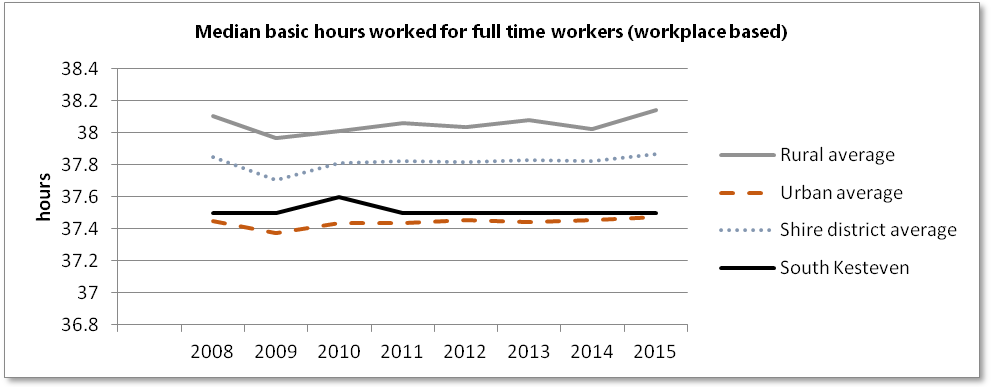 Median basic hours worked for full time workers (workplace based)
38.4
38.2
38
37.8
37.6
37.4
37.2
37
36.8
hours
2008 2009 2010 2011 2012 2013 2014 2015
Rural average
Urban average
Shire district average
South Kesteven